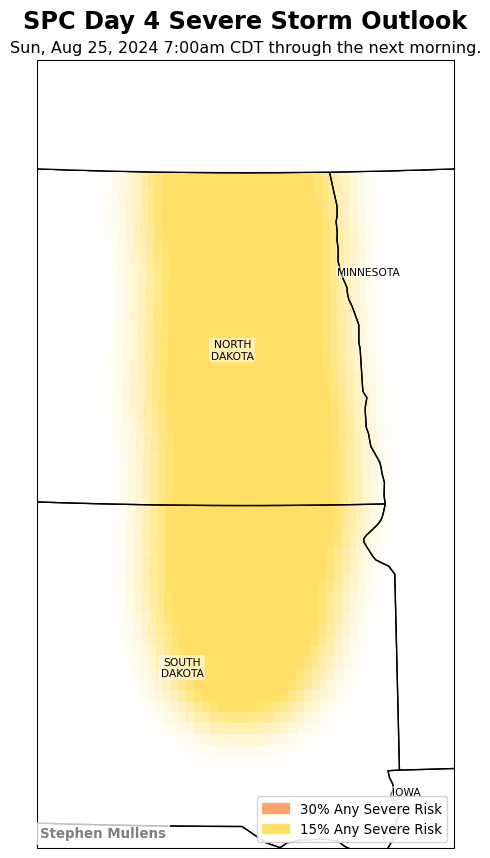 SPC Day 4 Severe Storm Outlook
Sun, Aug 25, 2024 7:00am CDT through the next morning.
MINNESOTA
NORTH
DAKOTA
SOUTH
DAKOTA
IOWA
30% Any Severe Risk
15% Any Severe Risk
Stephen Mullens